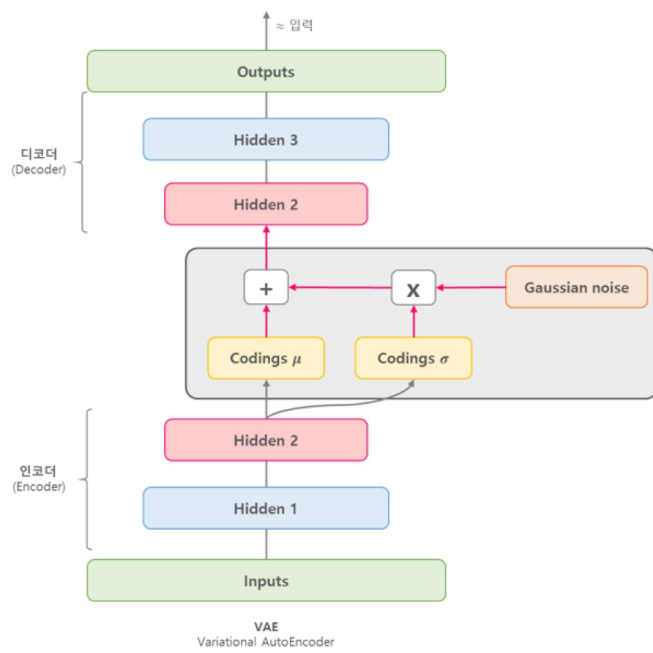 ≈ 입력
Outputs
Hidden 3
디코더
(Decoder)
Hidden 2
+
X
Gaussian noise
Codings μ
Codings σ
Hidden 2
인코더
(Encoder)
Hidden 1
Inputs
VAE
Variational AutoEncoder